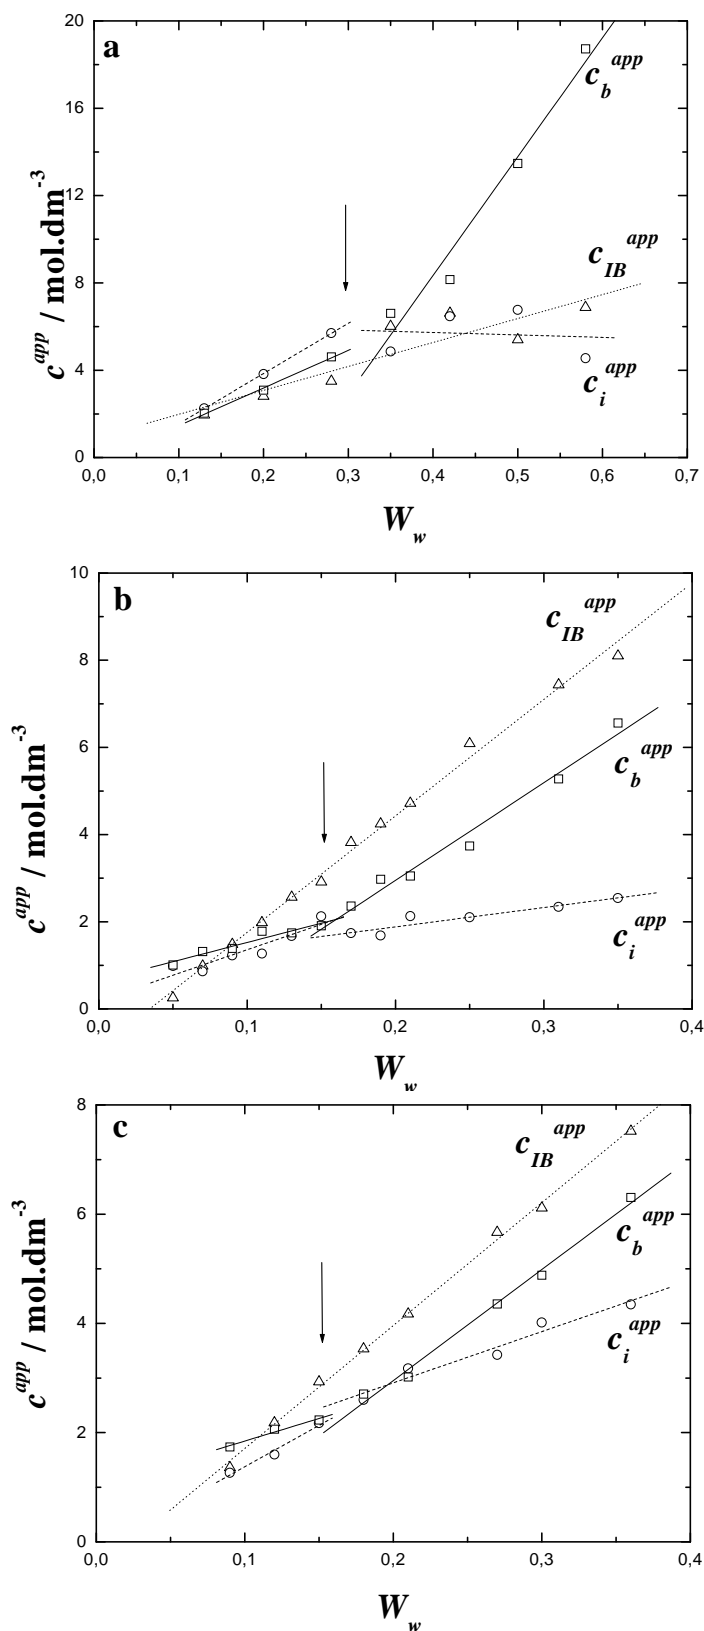 a
20
16
12
8
4
0
c^app / mol.dm^-3
c_b^app
c_IB^app
c_i^app
0,0 0,1 0,2 0,3 0,4 0,5 0,6 0,7
W_w
b
10
8
6
4
2
0
c^app / mol.dm^-3
c_IB^app
c_b^app
c_i^app
0,0 0,1 0,2 0,3 0,4
W_w
c
8
6
4
2
0
c^app / mol.dm^-3
c_IB^app
c_b^app
c_i^app
0,0 0,1 0,2 0,3 0,4
W_w